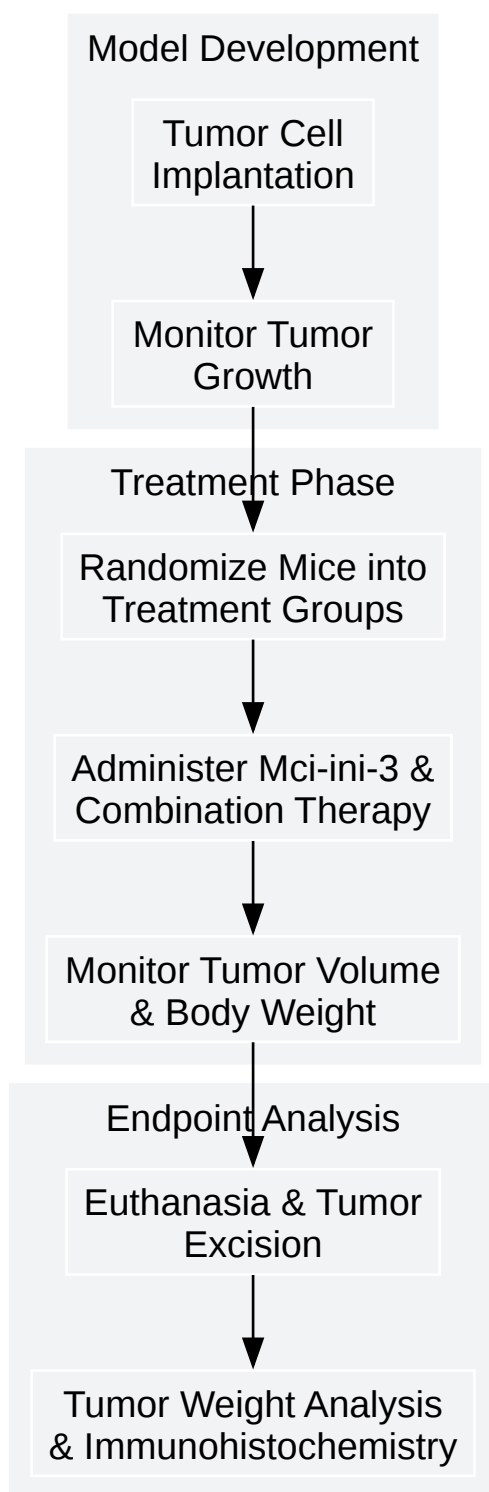 Model Development
Tumor Cell
Implantation
Monitor Tumor
Growth
Treatment Phase
Randomize Mice into
Treatment Groups
Administer Mci-ini-3 &
Combination Therapy
Monitor Tumor Volume
& Body Weight
Endpoint Analysis
Euthanasia & Tumor
Excision
Tumor Weight Analysis
& Immunohistochemistry